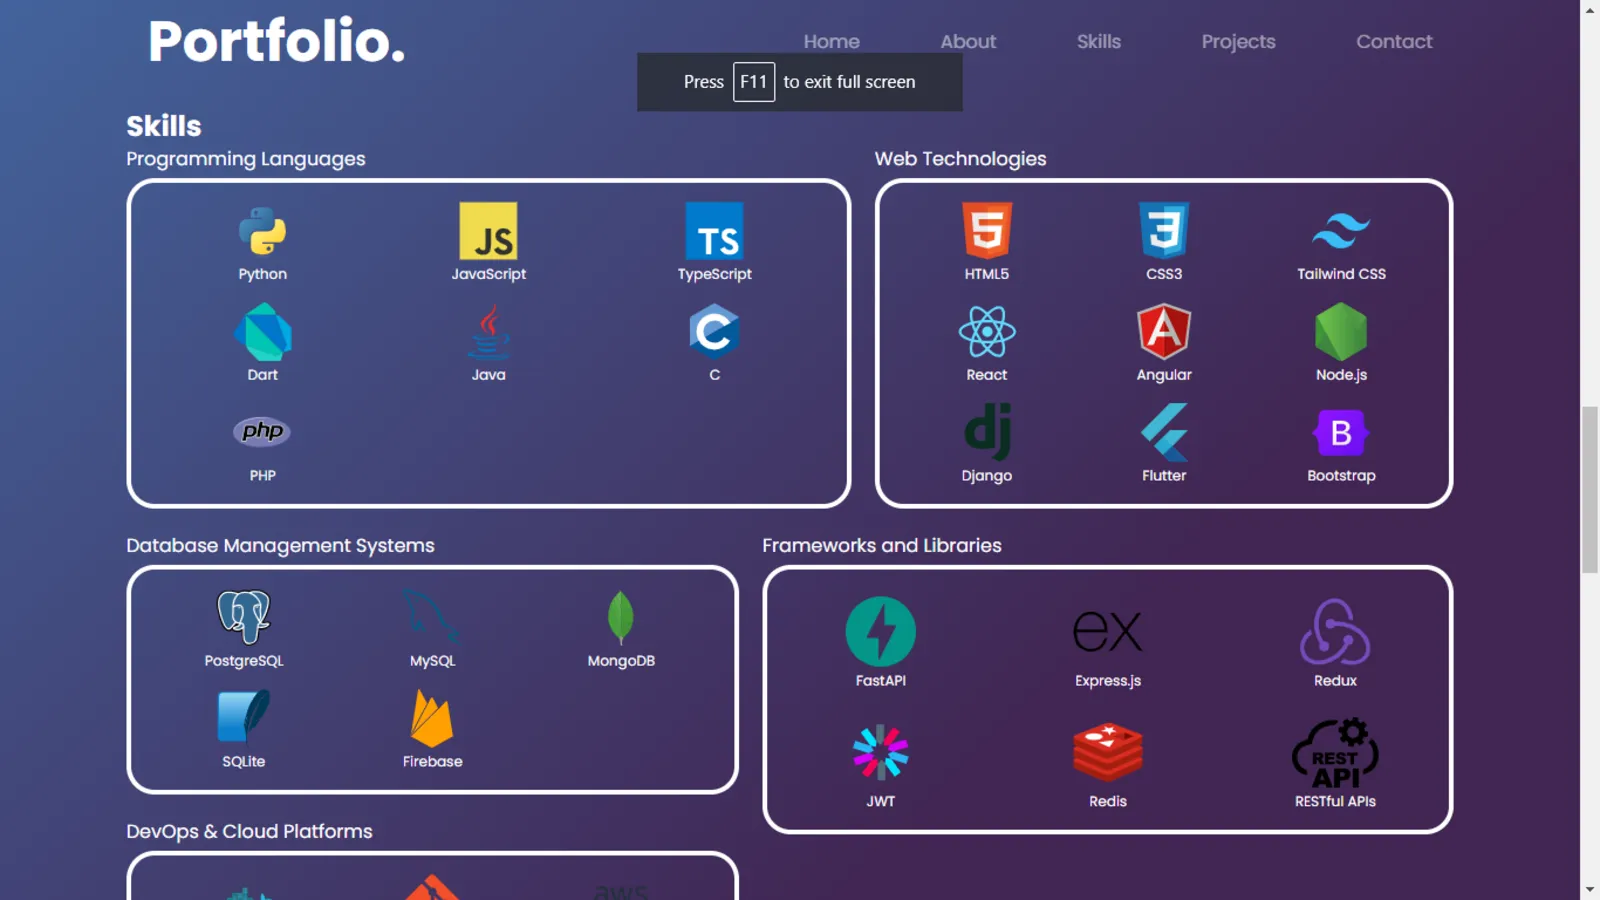 Portfolio.
Home About Skills Projects Contact
Press F11 to exit full screen
Skills
Programming Languages
JS
TS
Python JavaScript TypeScript
C
Dart Java C
php
PHP
Web Technologies
5
3
HTML5 CSS3 Tailwind CSS
A
React Angular Node.js
dj
B
Django Flutter Bootstrap
Database Management Systems
PostgreSQL MySQL MongoDB
SQLite Firebase
Frameworks and Libraries
ex
FastAPI Express.js Redux
REST
API
JWT Redis RESTful APIs
DevOps & Cloud Platforms
aws